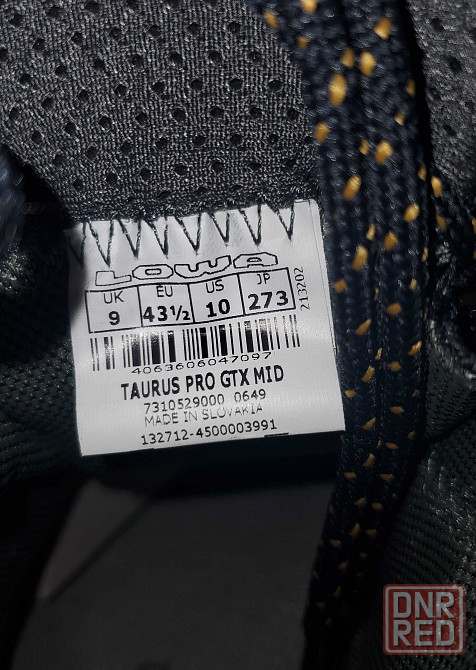 LOWA
UK EU US JP
9 43½ 10 273
213202
4063606047097
TAURUS PRO GTX MID
7310529000 0649
MADE IN SLOVAKIA
132712-4500003991
DNR
RED